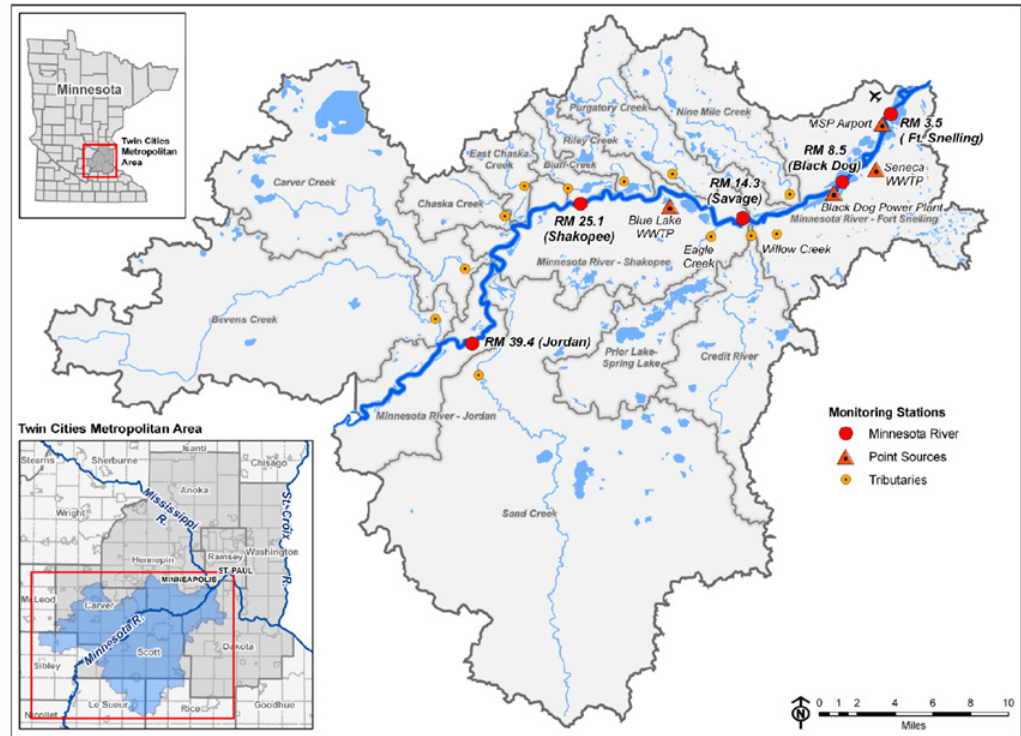 Minnesota
Twin Cities
Metropolitan
Area
Carver Creek
Chaska Creek
East Chaska
Creek
Bluff Creek
Riley Creek
Purgatory Creek
Nine Mile Creek
MSP Airport
RM 3.5
( Ft. Snelling)
RM 8.5
(Black Dog)
Seneca
WWTP
RM 14.3
(Savage)
Black Dog Power Plant
Minnesota River - Fort Snelling
RM 25.1
(Shakopee)
Blue Lake
WWTP
Eagle
Creek
Willow Creek
Minnesota River - Shakopee
Bevens Creek
RM 39.4 (Jordan)
Prior Lake-
Spring Lake
Credit River
Minnesota River - Jordan
Sand Creek
Monitoring Stations
Minnesota River
Point Sources
Tributaries
Twin Cities Metropolitan Area
Stearns
Sherburne
Isanti
Chisago
Anoka
Wright
Mississippi
R.
St. Croix
R.
Hennepin
Ramsey
Washington
MINNEAPOLIS
ST. PAUL
McLeod
Carver
Minnesota R.
Scott
Dakota
Sibley
Nicollet
Le Sueur
Rice
Goodhue
N
0 1 2 4 6 8 10
Miles